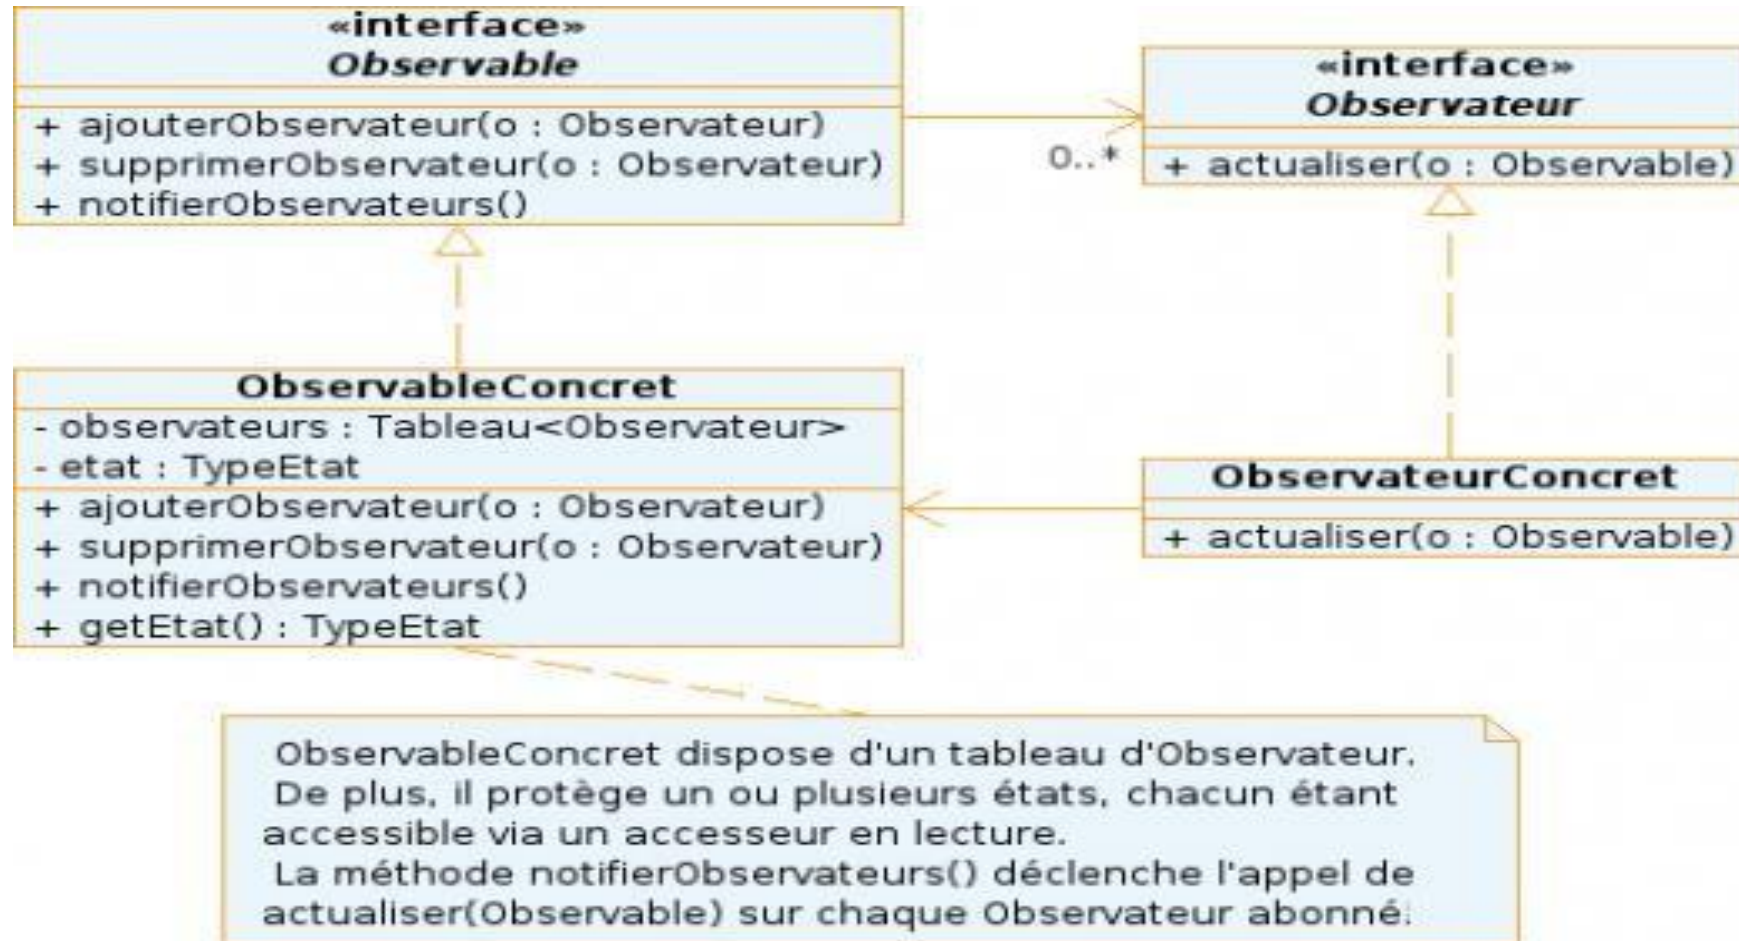 «interface»
Observable
+ ajouterObservateur(o : Observateur)
+ supprimerObservateur(o : Observateur)
+ notifierObservateurs()
0..*
«interface»
Observateur
+ actualiser(o : Observable)
ObservableConcret
- observateurs : Tableau<Observateur>
- etat : TypeEtat
+ ajouterObservateur(o : Observateur)
+ supprimerObservateur(o : Observateur)
+ notifierObservateurs()
+ getEtat() : TypeEtat
ObservateurConcret
+ actualiser(o : Observable)
ObservableConcret dispose d'un tableau d'Observateur.
De plus, il protège un ou plusieurs états, chacun étant
accessible via un accesseur en lecture.
La méthode notifierObservateurs() déclenche l'appel de
actualiser(Observable) sur chaque Observateur abonné.